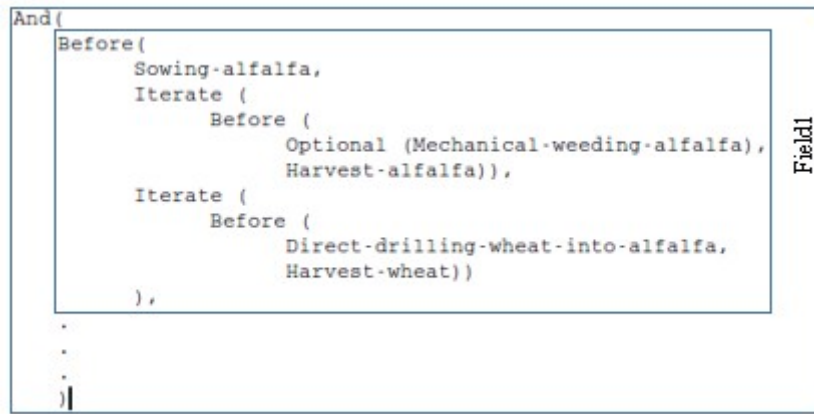 And(
Before(
Sowing-alfalfa,
Iterate (
Before (
Optional (Mechanical-weeding-alfalfa),
Harvest-alfalfa)),
Iterate (
Before (
Direct-drilling-wheat-into-alfalfa,
Harvest-wheat))
),
.
.
.
)
Field1